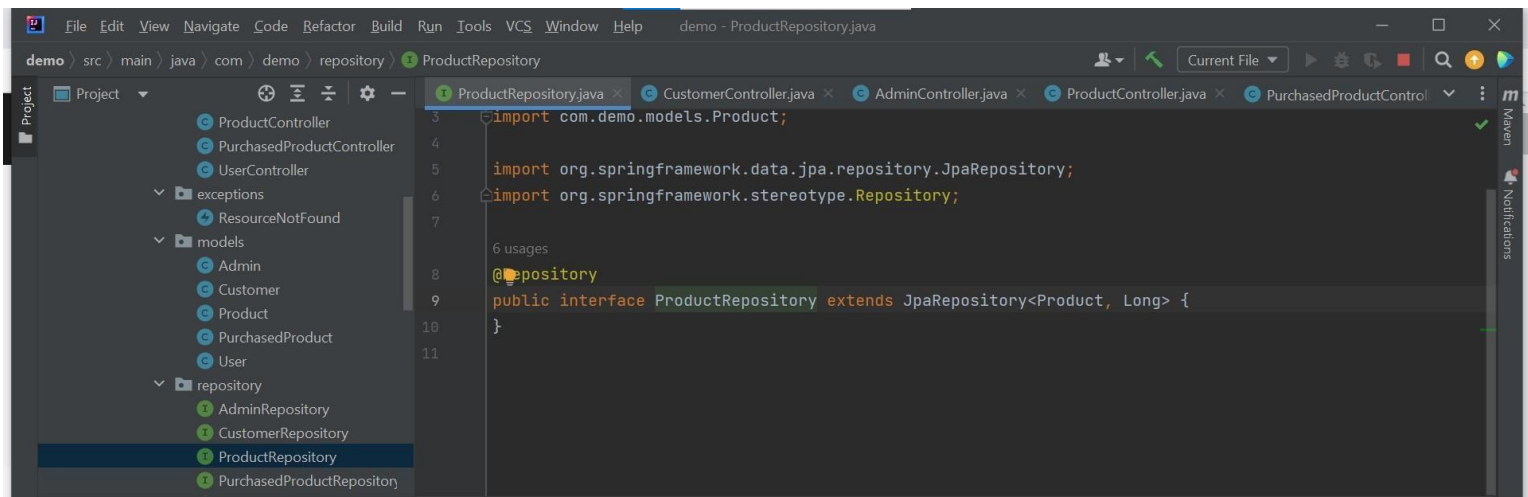 File Edit View Navigate Code Refactor Build Run Tools VCS Window Help demo - ProductRepository.java
demo src main java com demo repository ProductRepository
Current File
Project
Project
ProductRepository.java CustomerController.java AdminController.java ProductController.java PurchasedProductControl
ProductController
PurchasedProductController
UserController
exceptions
ResourceNotFound
models
Admin
Customer
Product
PurchasedProduct
User
repository
AdminRepository
CustomerRepository
ProductRepository
PurchasedProductRepository
3 import com.demo.models.Product;
4
5 import org.springframework.data.jpa.repository.JpaRepository;
6 import org.springframework.stereotype.Repository;
7
6 usages
8 @Repository
9 public interface ProductRepository extends JpaRepository<Product, Long> {
10 }
11
m Maven
Notifications